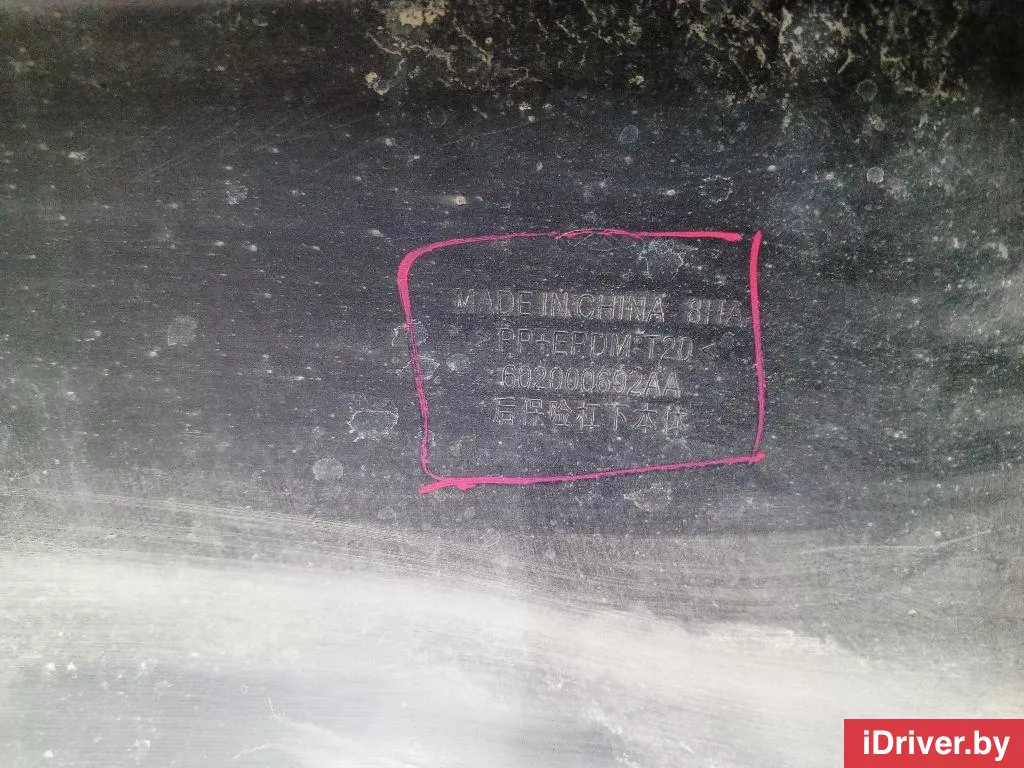 MADE IN CHINA 8HA
>PP+EPDM-T20<
602000692AA
后保险杠下本体
iDriver.by